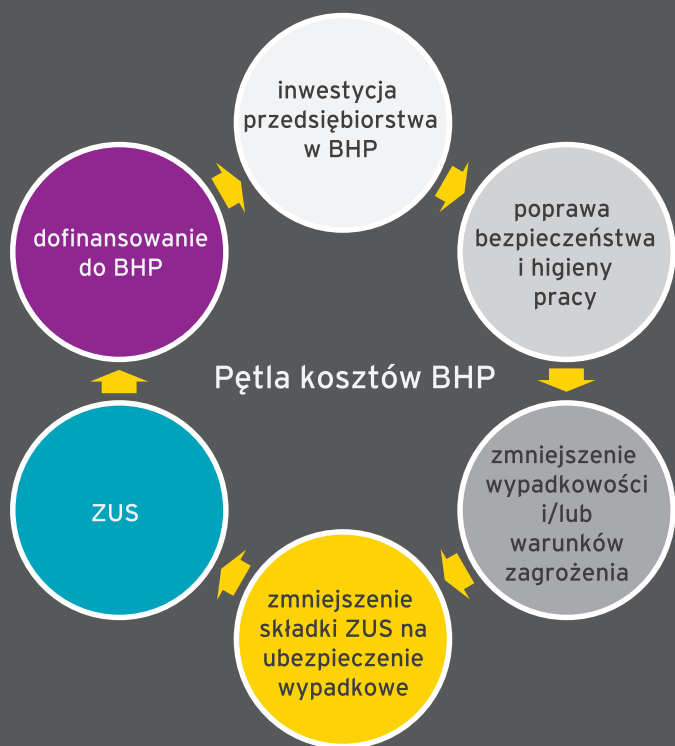 inwestycja
przedsiębiorstwa
w BHP
poprawa
bezpieczeństwa
i higieny
pracy
zmniejszenie
wypadkowości
i/lub
warunków
zagrożenia
zmniejszenie
składki ZUS na
ubezpieczenie
wypadkowe
ZUS
dofinansowanie
do BHP
Pętla kosztów BHP